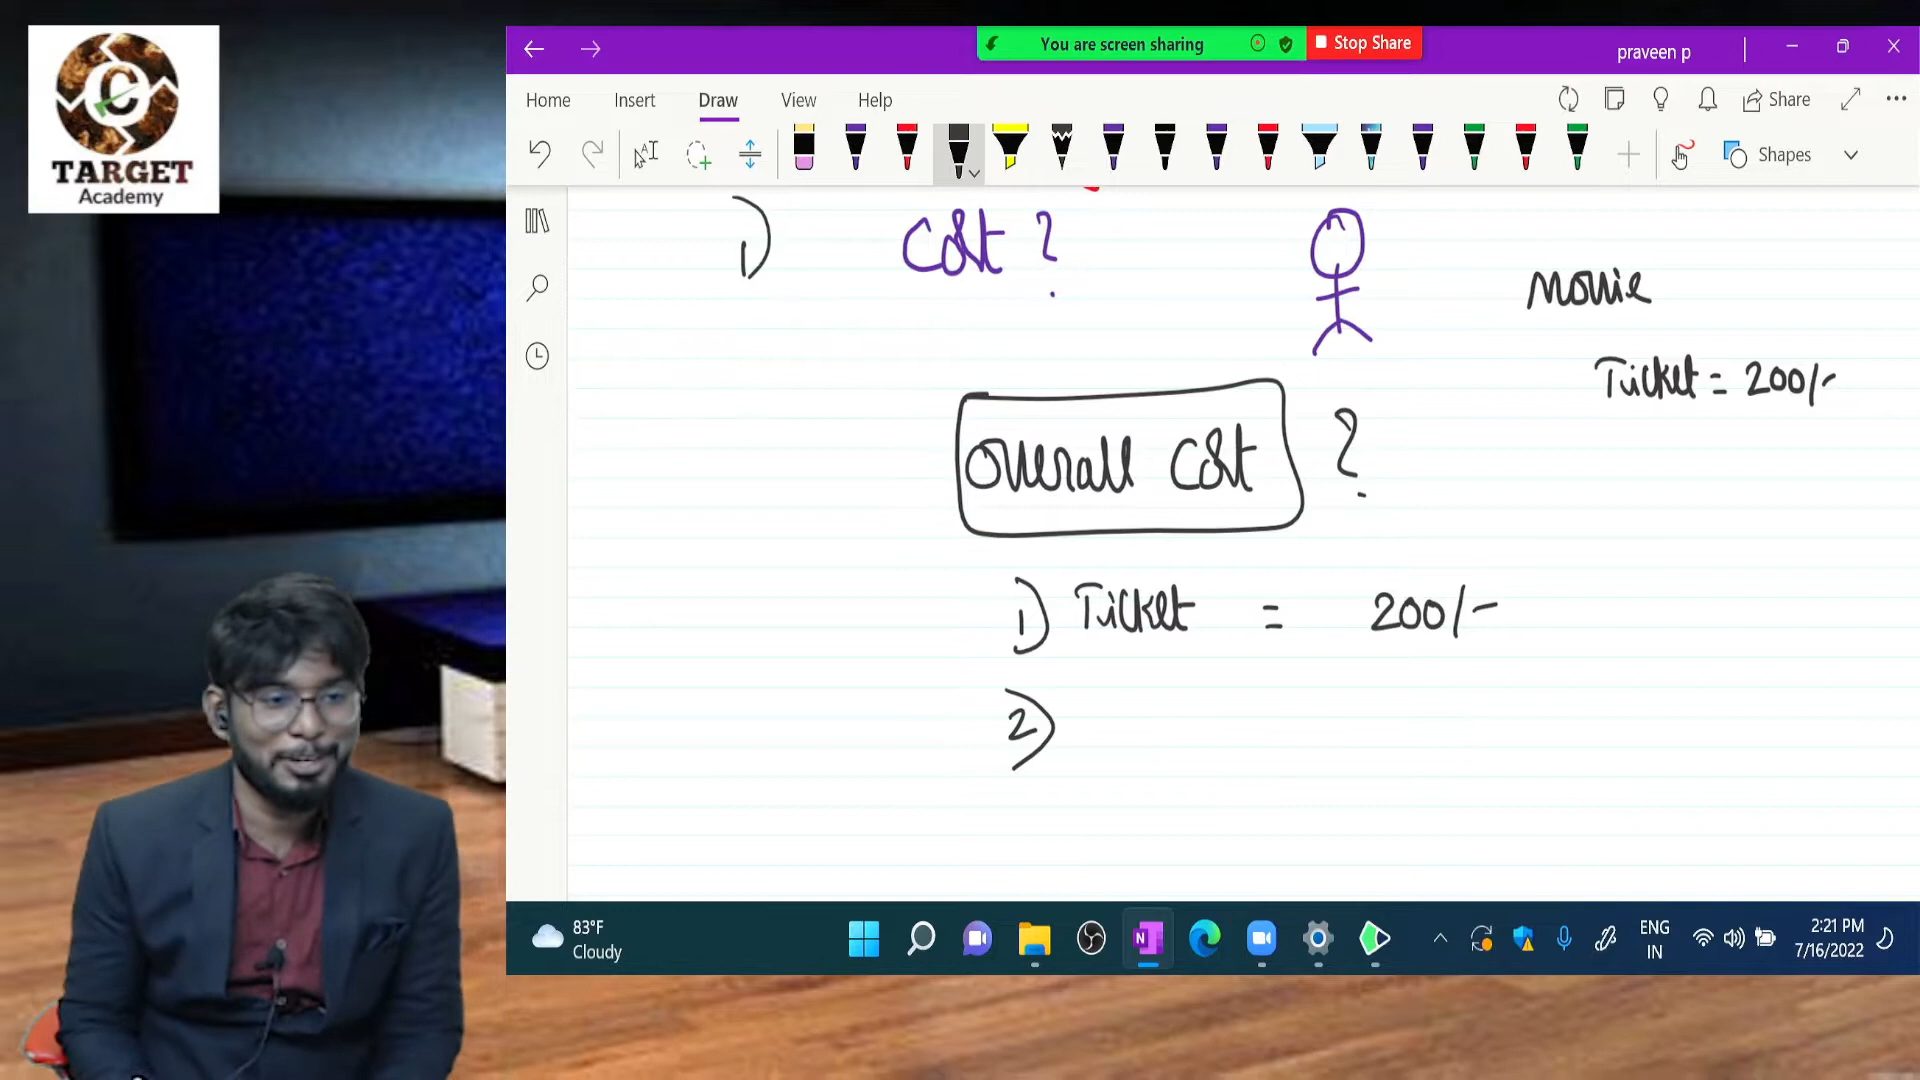 TARGET
Academy
You are screen sharing
Stop Share
praveen p
Home Insert Draw View Help
Share
Shapes
1) Cost ?
Movie
Ticket = 200/-
Overall Cost ?
1) Ticket = 200/-
2)
83°F
Cloudy
ENG
IN
2:21 PM
7/16/2022